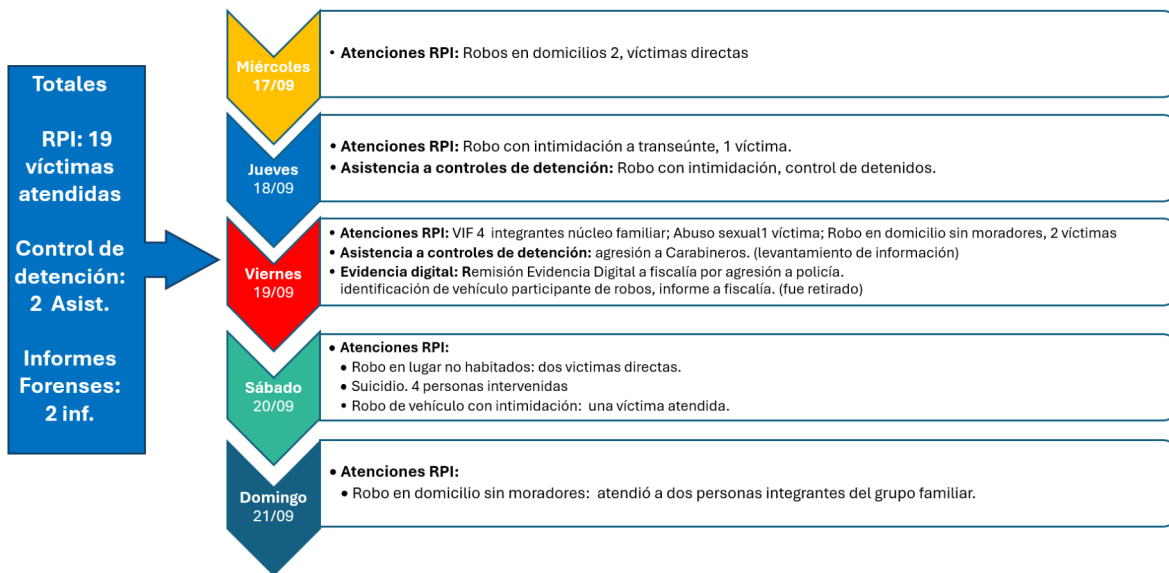 Totales
RPI: 19
víctimas
atendidas
Control de
detención:
2 Asist.
Informes
Forenses:
2 inf.
Miércoles
17/09
• Atenciones RPI: Robos en domicilios 2, víctimas directas
Jueves
18/09
• Atenciones RPI: Robo con intimidación a transeúnte, 1 víctima.
• Asistencia a controles de detención: Robo con intimidación, control de detenidos.
Viernes
19/09
• Atenciones RPI: VIF 4 integrantes núcleo familiar; Abuso sexual1 víctima; Robo en domicilio sin moradores, 2 víctimas
• Asistencia a controles de detención: agresión a Carabineros. (levantamiento de información)
• Evidencia digital: Remisión Evidencia Digital a fiscalía por agresión a policía.
identificación de vehículo participante de robos, informe a fiscalía. (fue retirado)
Sábado
20/09
• Atenciones RPI:
• Robo en lugar no habitados: dos victimas directas.
• Suicidio. 4 personas intervenidas
• Robo de vehículo con intimidación: una víctima atendida.
Domingo
21/09
• Atenciones RPI:
• Robo en domicilio sin moradores: atendió a dos personas integrantes del grupo familiar.